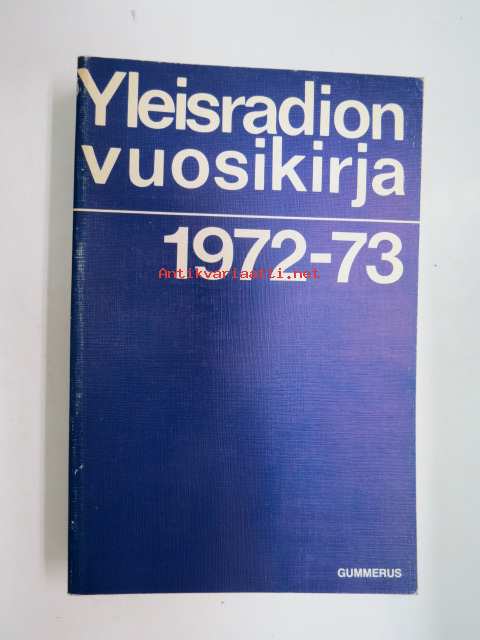 Yleisradion
vuosikirja
1972-73
Antikvariaatti.net
GUMMERUS